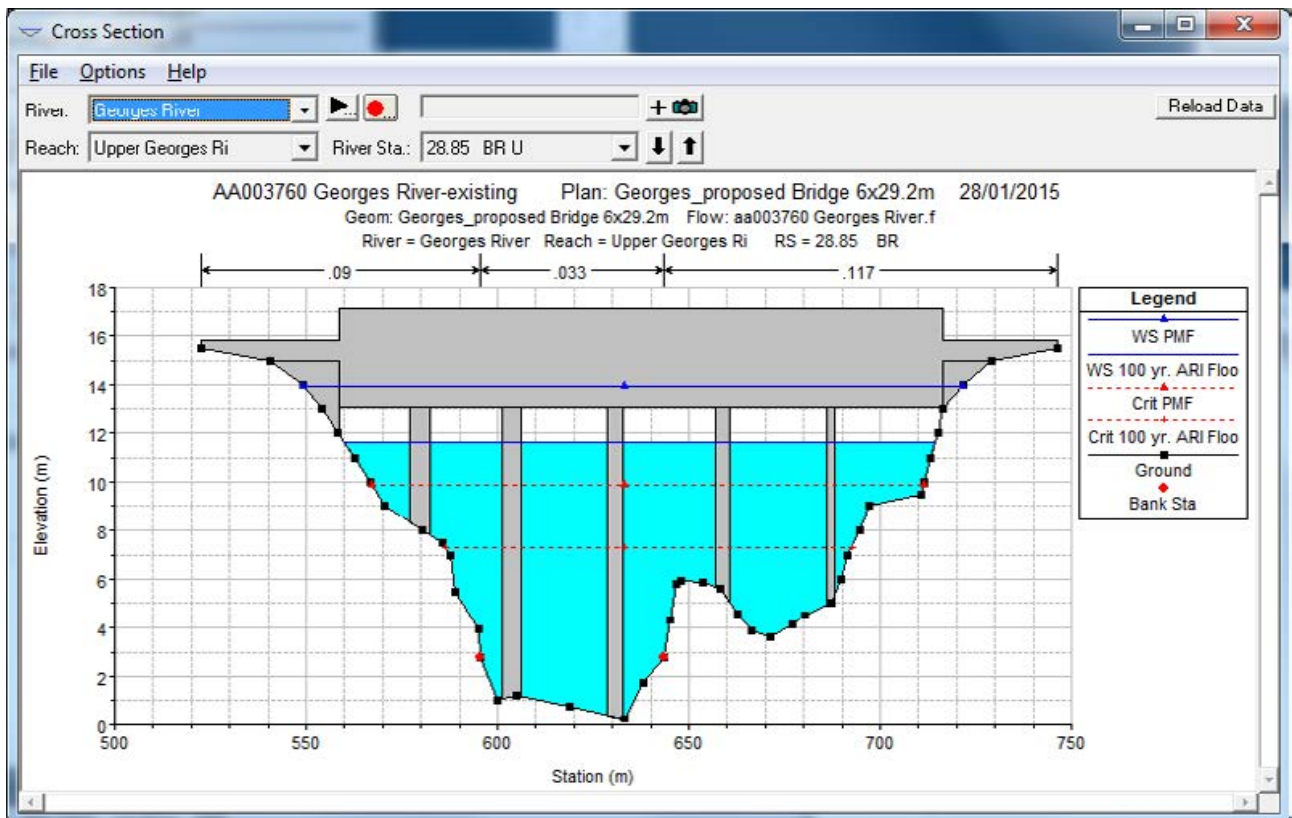 Cross Section
File Options Help
River: Georges River + Reload Data
Reach: Upper Georges Ri River Sta.: 28.85 BR U
AA003760 Georges River-existing Plan: Georges_proposed Bridge 6x29.2m 28/01/2015
Geom: Georges_proposed Bridge 6x29.2m Flow: aa003760 Georges River.f
River = Georges River Reach = Upper Georges Ri RS = 28.85 BR
.09 .033 .117
18
16
14
12
10
8
6
4
2
0
Elevation (m)
500 550 600 650 700 750
Station (m)
Legend
WS PMF
WS 100 yr. ARI Floo
Crit PMF
Crit 100 yr. ARI Floo
Ground
Bank Sta